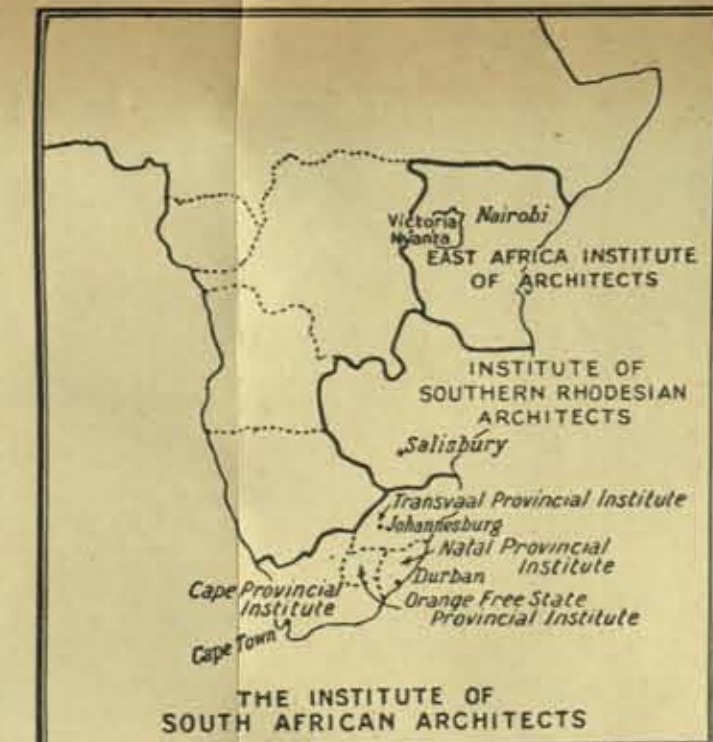 Victoria
Nyanza
Nairobi
EAST AFRICA INSTITUTE
OF ARCHITECTS
INSTITUTE OF
SOUTHERN RHODESIAN
ARCHITECTS
Salisbury
Transvaal Provincial Institute
Johannesburg
Natal Provincial
Institute
Durban
Cape Provincial
Institute
Orange Free State
Provincial Institute
Cape Town
THE INSTITUTE OF
SOUTH AFRICAN ARCHITECTS